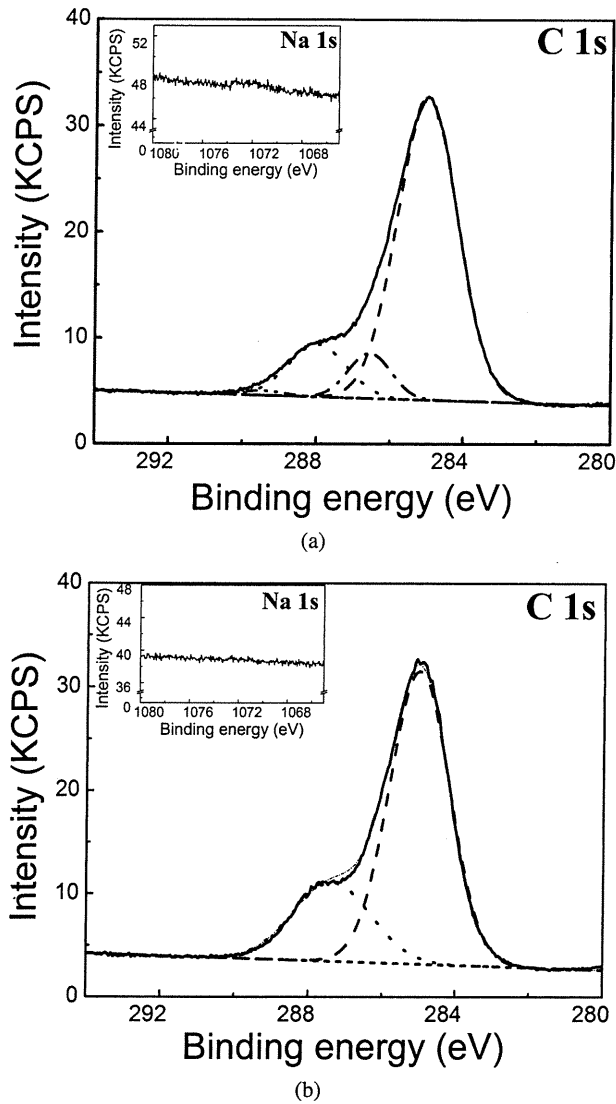 40
30
20
10
0
Intensity (KCPS)
C 1s
Na 1s
52
48
44
0
Intensity (KCPS)
1080 1076 1072 1068
Binding energy (eV)
292 288 284 280
Binding energy (eV)
(a)
40
30
20
10
0
Intensity (KCPS)
C 1s
Na 1s
48
44
40
36
0
Intensity (KCPS)
1080 1076 1072 1068
Binding energy (eV)
292 288 284 280
Binding energy (eV)
(b)